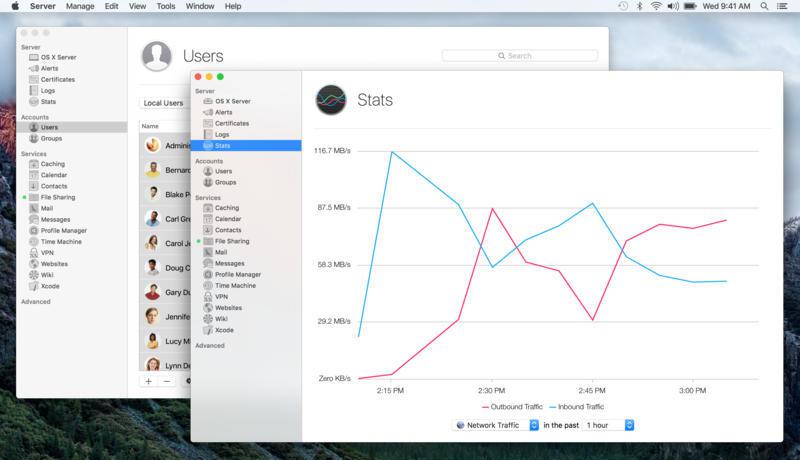 Server Manage Edit View Tools Window Help Wed 9:41 AM
Server
OS X Server
Alerts
Certificates
Logs
Stats
Accounts
Users
Groups
Services
Caching
Calendar
Contacts
File Sharing
Mail
Messages
Profile Manager
Time Machine
VPN
Websites
Wiki
Xcode
Advanced
Users
Search
Local Users
Name
Adminis
Bernard
Blake P
Carl Gr
Carol J
Doug C
Gary Du
Jennife
Lucy M
Lynn De
Server
OS X Server
Alerts
Certificates
Logs
Stats
Accounts
Users
Groups
Services
Caching
Calendar
Contacts
File Sharing
Mail
Messages
Profile Manager
Time Machine
VPN
Websites
Wiki
Xcode
Advanced
Stats
116.7 MB/s
87.5 MB/s
58.3 MB/s
29.2 MB/s
Zero KB/s
2:15 PM 2:30 PM 2:45 PM 3:00 PM
Outbound Traffic Inbound Traffic
Network Traffic in the past 1 hour